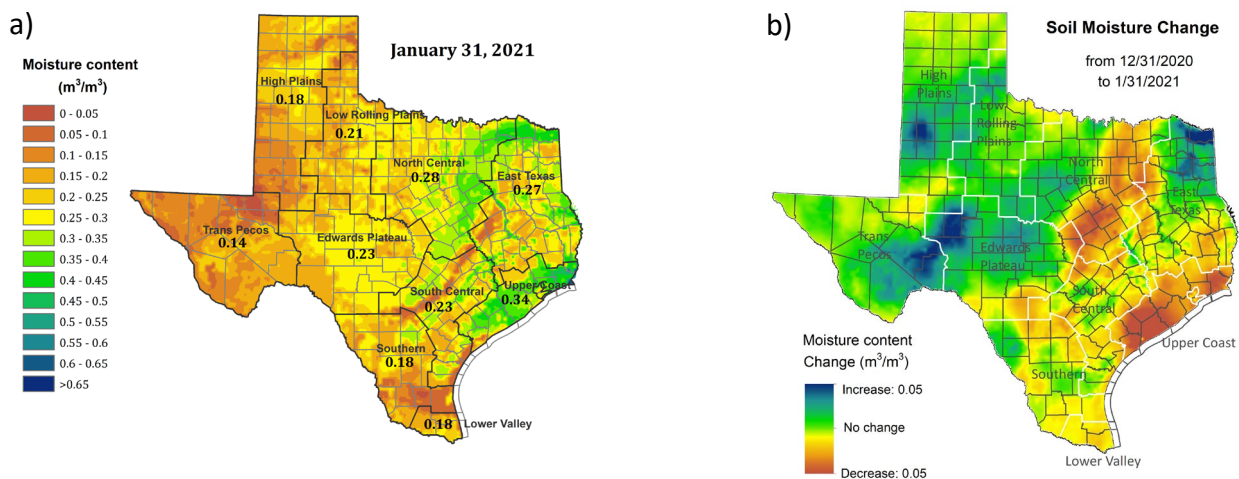 a)
January 31, 2021
Moisture content
(m³/m³)
0 - 0.05
0.05 - 0.1
0.1 - 0.15
0.15 - 0.2
0.2 - 0.25
0.25 - 0.3
0.3 - 0.35
0.35 - 0.4
0.4 - 0.45
0.45 - 0.5
0.5 - 0.55
0.55 - 0.6
0.6 - 0.65
>0.65
High Plains
0.18
Low Rolling Plains
0.21
North Central
0.28
East Texas
0.27
Trans Pecos
0.14
Edwards Plateau
0.23
South Central
0.23
Upper Coast
0.34
Southern
0.18
0.18
Lower Valley
b)
Soil Moisture Change
from 12/31/2020
to 1/31/2021
High
Plains
Low
Rolling
Plains
North
Central
East
Texas
Trans
Pecos
Edwards
Plateau
South
Central
Upper Coast
Southern
Lower Valley
Moisture content
Change (m³/m³)
Increase: 0.05
No change
Decrease: 0.05